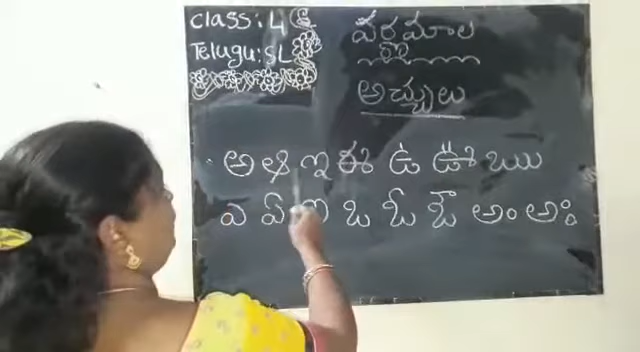 Class: 4
Telugu: SL
వర్ణమాల
అచ్చులు
అ ఆ ఇ ఈ ఉ ఊ ఋ
ఎ ఏ ఐ ఒ ఓ ఔ అం అః